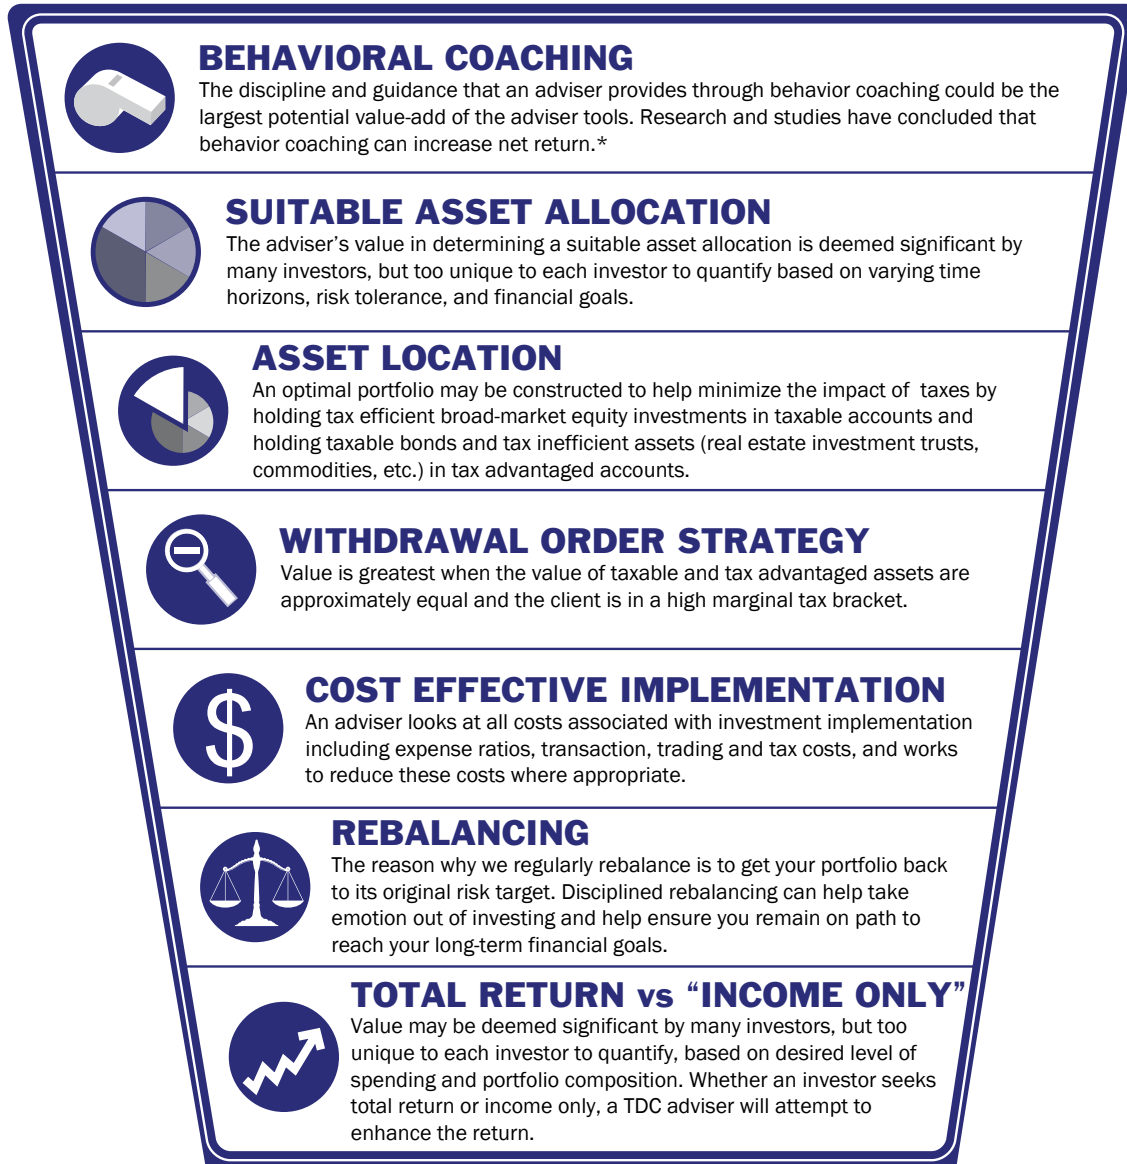 BEHAVIORAL COACHING
The discipline and guidance that an adviser provides through behavior coaching could be the
largest potential value-add of the adviser tools. Research and studies have concluded that
behavior coaching can increase net return.*
SUITABLE ASSET ALLOCATION
The adviser’s value in determining a suitable asset allocation is deemed significant by
many investors, but too unique to each investor to quantify based on varying time
horizons, risk tolerance, and financial goals.
ASSET LOCATION
An optimal portfolio may be constructed to help minimize the impact of  taxes by
holding tax efficient broad-market equity investments in taxable accounts and
holding taxable bonds and tax inefficient assets (real estate investment trusts,
commodities, etc.) in tax advantaged accounts.
WITHDRAWAL ORDER STRATEGY
Value is greatest when the value of taxable and tax advantaged assets are
approximately equal and the client is in a high marginal tax bracket.
$
COST EFFECTIVE IMPLEMENTATION
An adviser looks at all costs associated with investment implementation
including expense ratios, transaction, trading and tax costs, and works
to reduce these costs where appropriate.
REBALANCING
The reason why we regularly rebalance is to get your portfolio back
to its original risk target. Disciplined rebalancing can help take
emotion out of investing and help ensure you remain on path to
reach your long-term financial goals.
TOTAL RETURN vs “INCOME ONLY”
Value may be deemed significant by many investors, but too
unique to each investor to quantify, based on desired level of
spending and portfolio composition. Whether an investor seeks
total return or income only, a TDC adviser will attempt to
enhance the return.